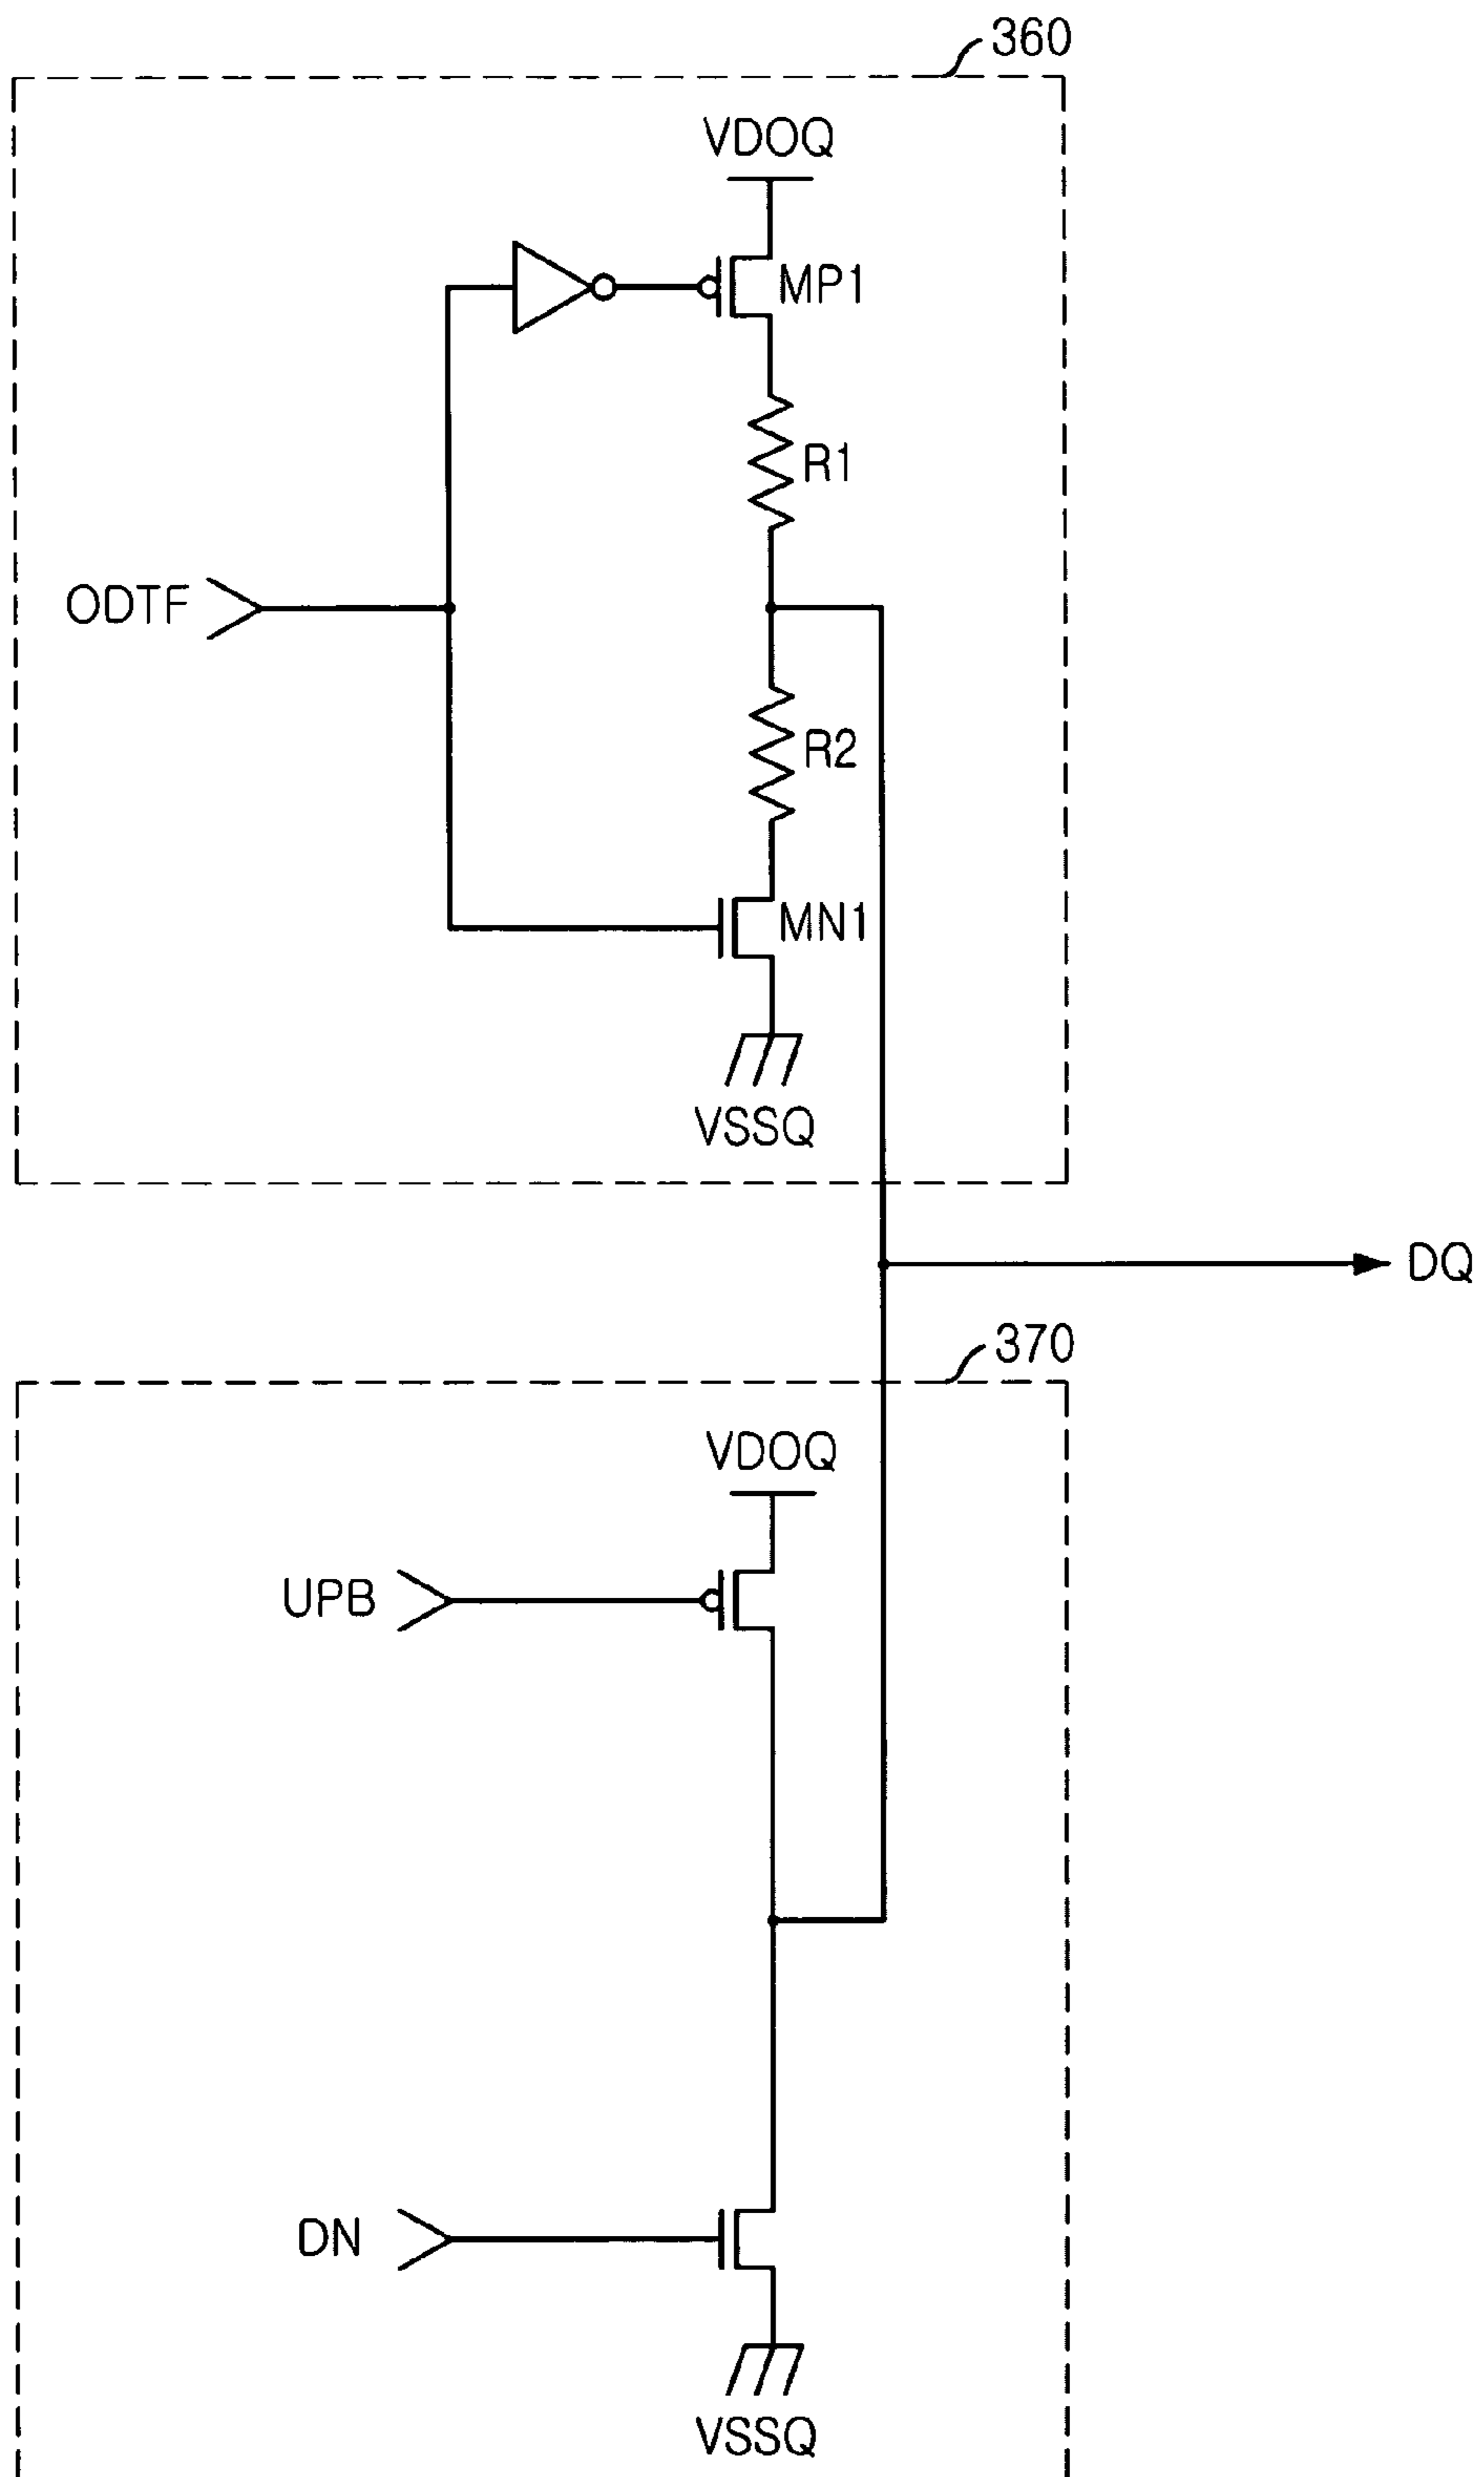 360
VDOQ
MP1
R1
ODTF
R2
MN1
VSSQ
DQ
370
VDOQ
UPB
DN
VSSQ